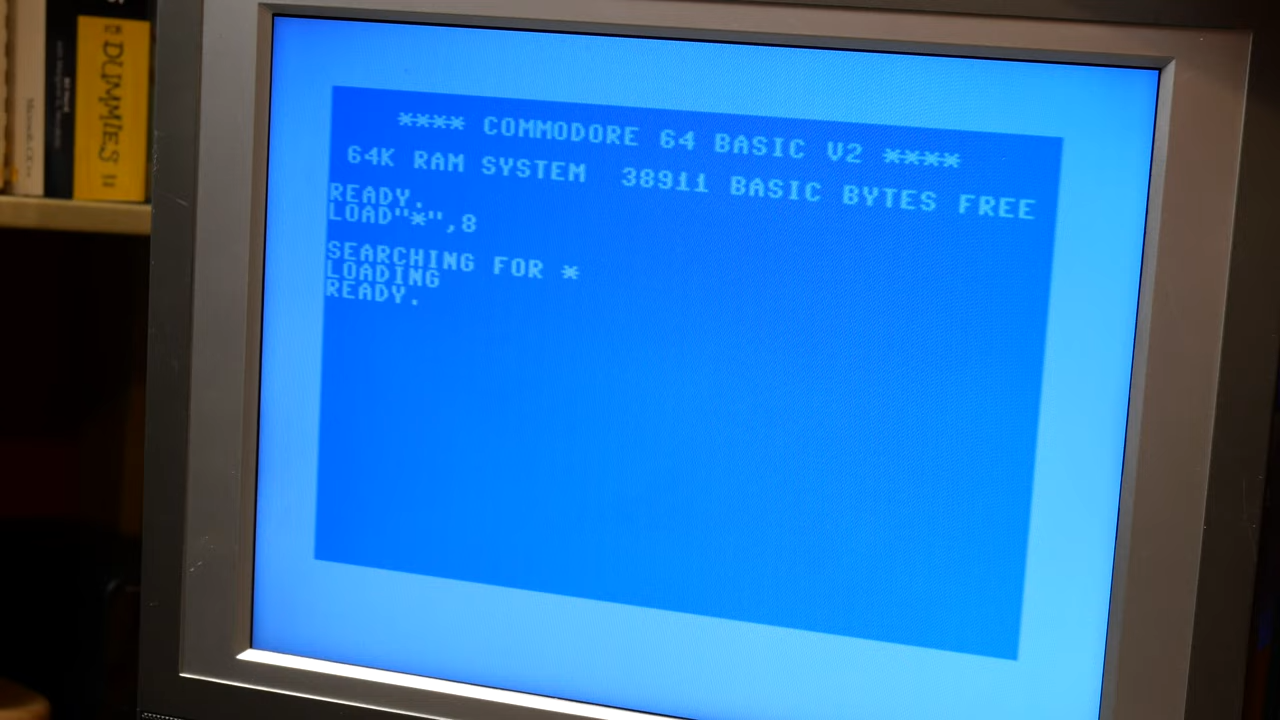 **** COMMODORE 64 BASIC V2 ****
64K RAM SYSTEM  38911 BASIC BYTES FREE
READY.
LOAD"*",8
SEARCHING FOR *
LOADING
READY.
DUMMIES